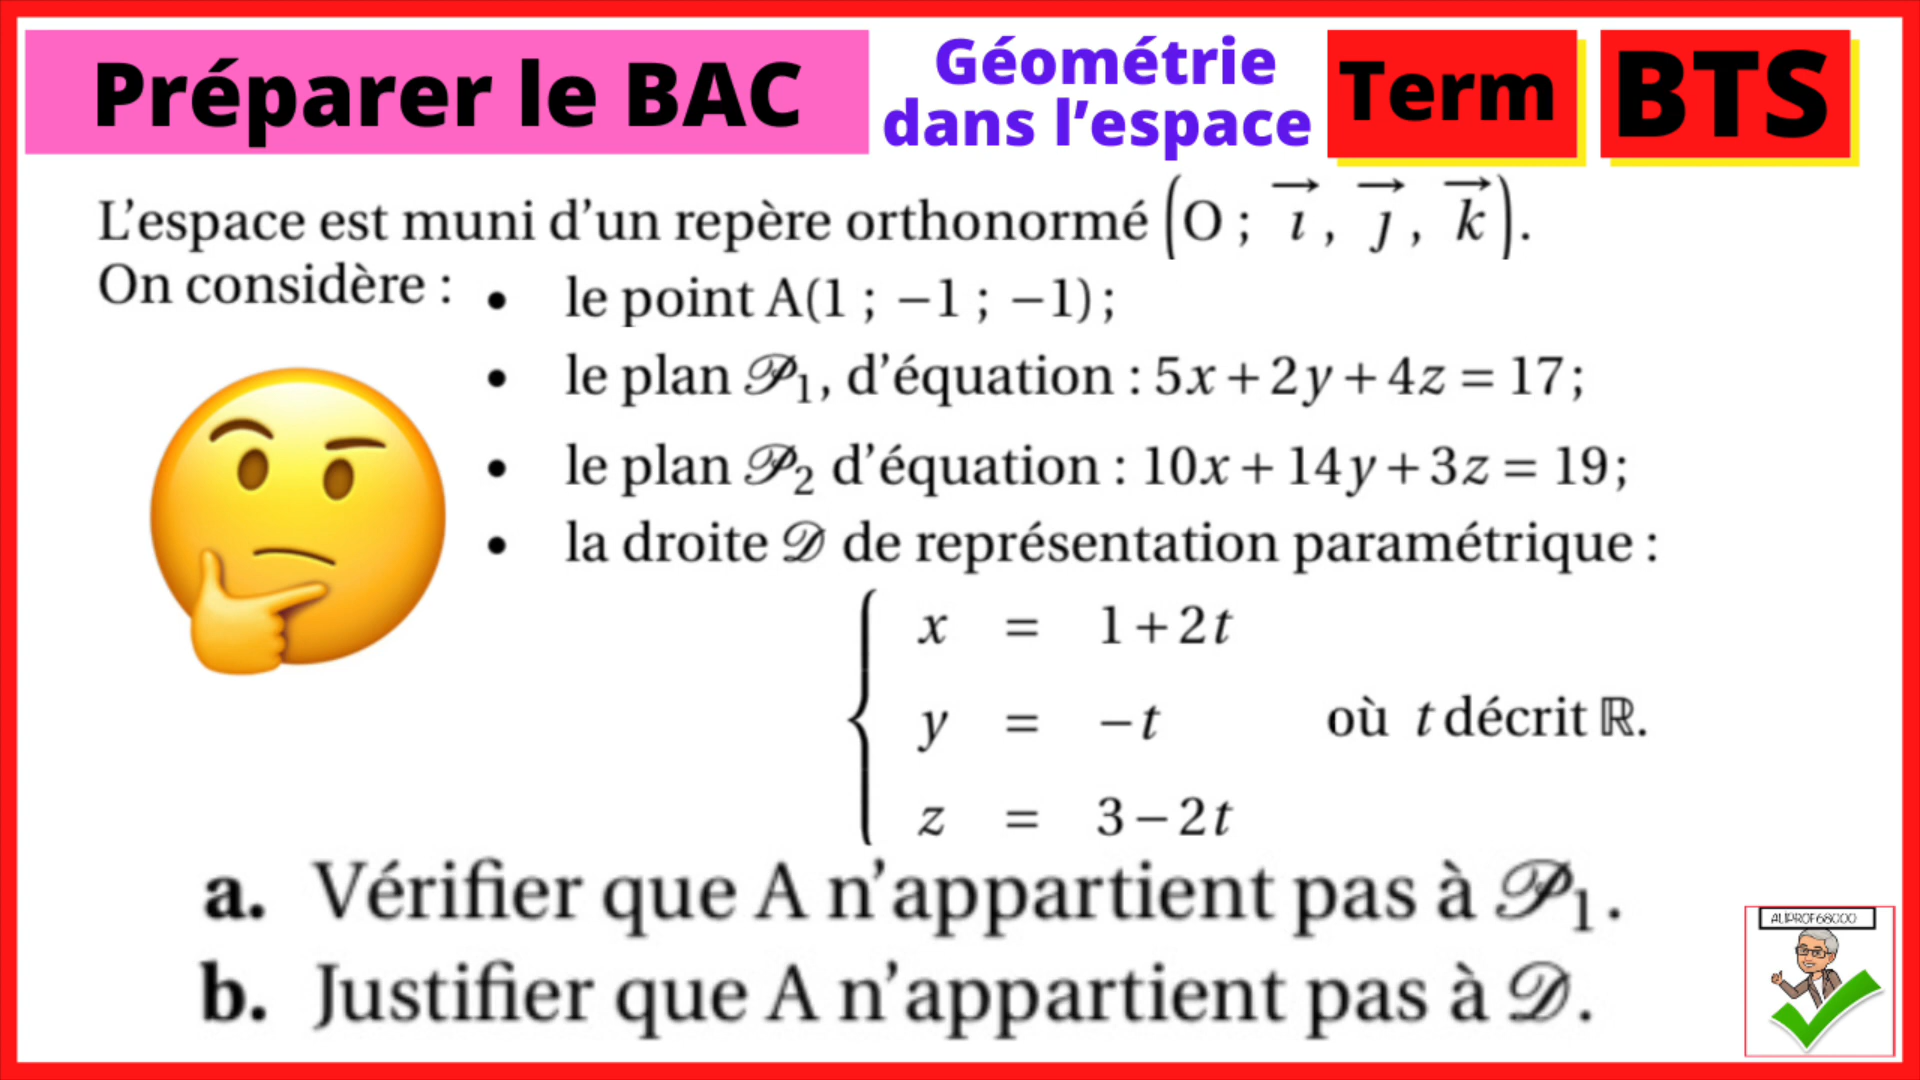 Préparer le BAC
Géométrie
dans l’espace
Term
BTS
L’espace est muni d’un repère orthonormé (O ; i⃗, j⃗, k⃗).
On considère :
• le point A(1 ; −1 ; −1) ;
• le plan 𝒫₁, d’équation : 5x + 2y + 4z = 17 ;
• le plan 𝒫₂ d’équation : 10x + 14y + 3z = 19 ;
• la droite 𝒟 de représentation paramétrique :
x = 1 + 2t
y = −t où t décrit ℝ.
z = 3 − 2t
a. Vérifier que A n’appartient pas à 𝒫₁.
b. Justifier que A n’appartient pas à 𝒟.
ALIPROF68000